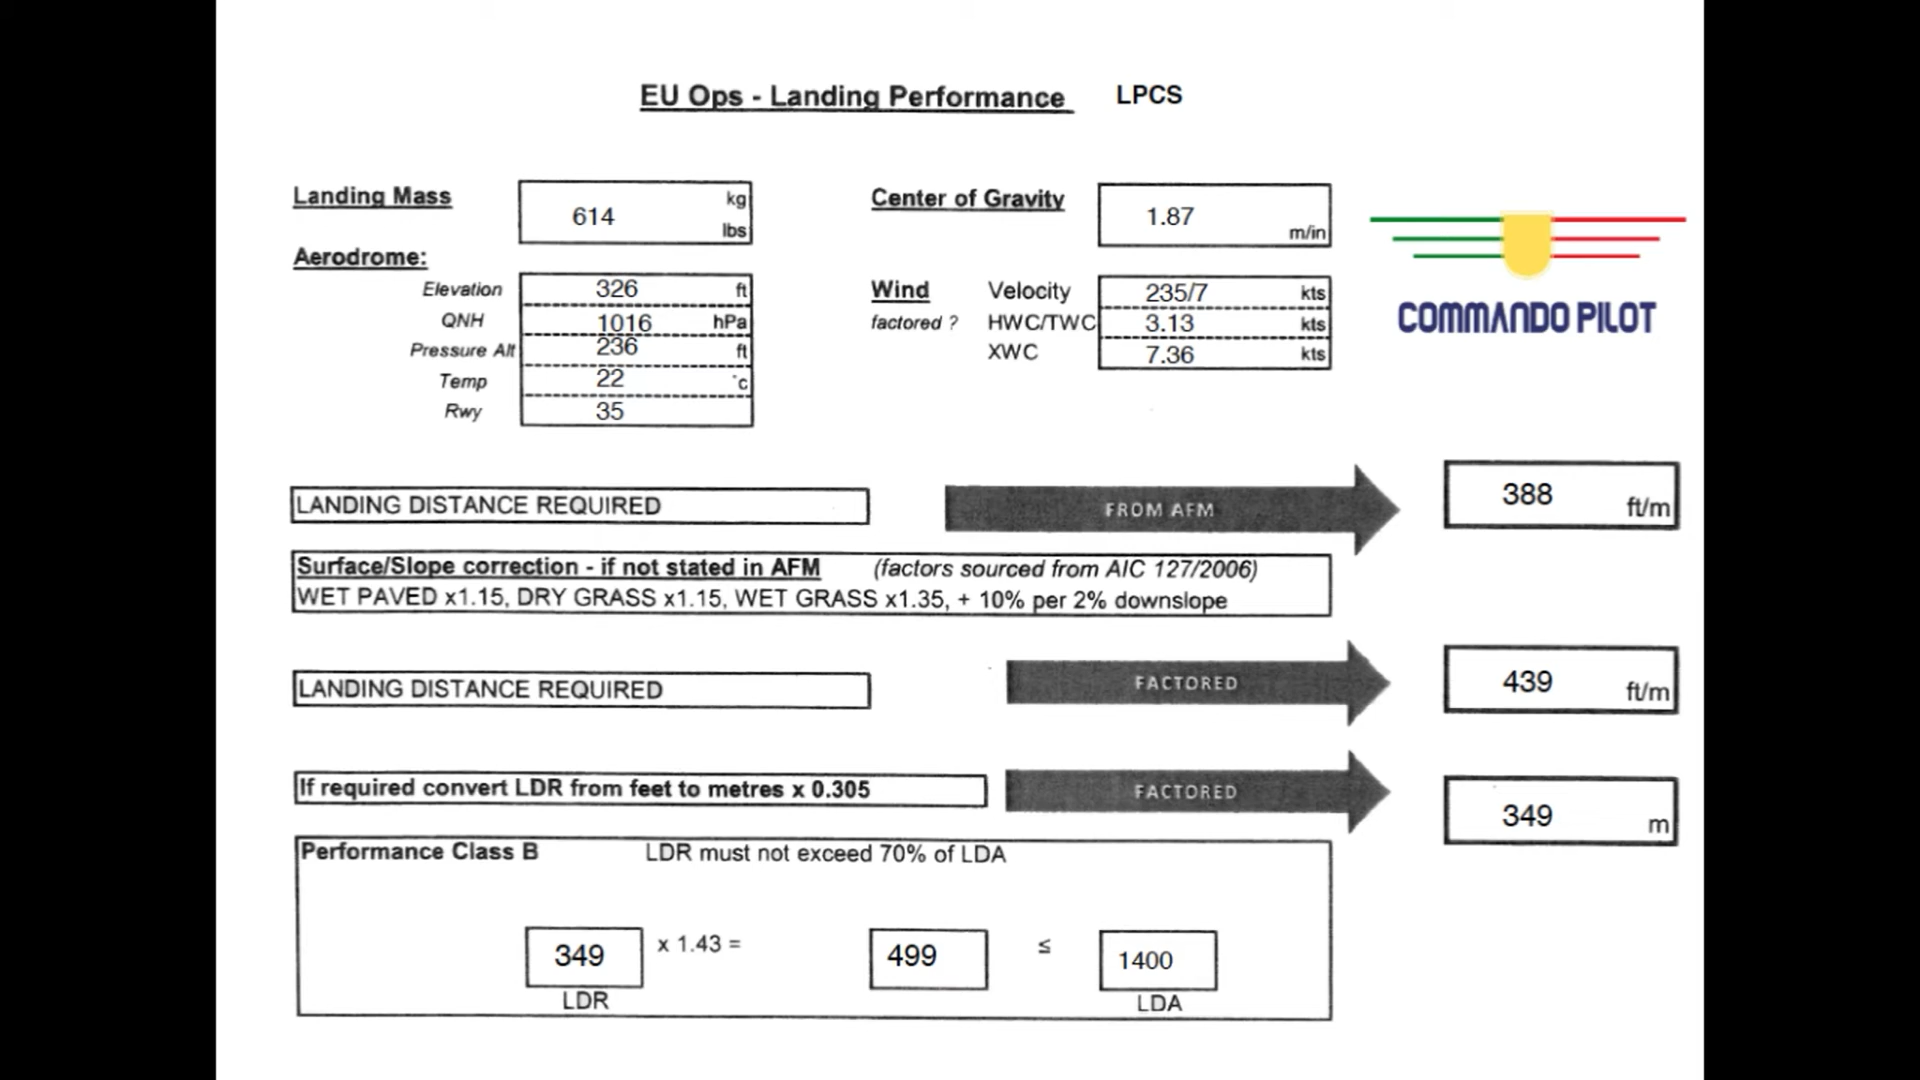 EU Ops - Landing Performance LPCS
Landing Mass 614 kg lbs Center of Gravity 1.87 m/in
Aerodrome:
Elevation 326 ft Wind Velocity 235/7 kts
QNH 1016 hPa factored ? HWC/TWC 3.13 kts
Pressure Alt 236 ft XWC 7.36 kts
Temp 22 °c
Rwy 35
COMMANDO PILOT
LANDING DISTANCE REQUIRED FROM AFM 388 ft/m
Surface/Slope correction - if not stated in AFM (factors sourced from AIC 127/2006)
WET PAVED x1.15, DRY GRASS x1.15, WET GRASS x1.35, + 10% per 2% downslope
LANDING DISTANCE REQUIRED FACTORED 439 ft/m
If required convert LDR from feet to metres x 0.305 FACTORED 349 m
Performance Class B LDR must not exceed 70% of LDA
349 x 1.43 = 499 ≤ 1400
LDR LDA